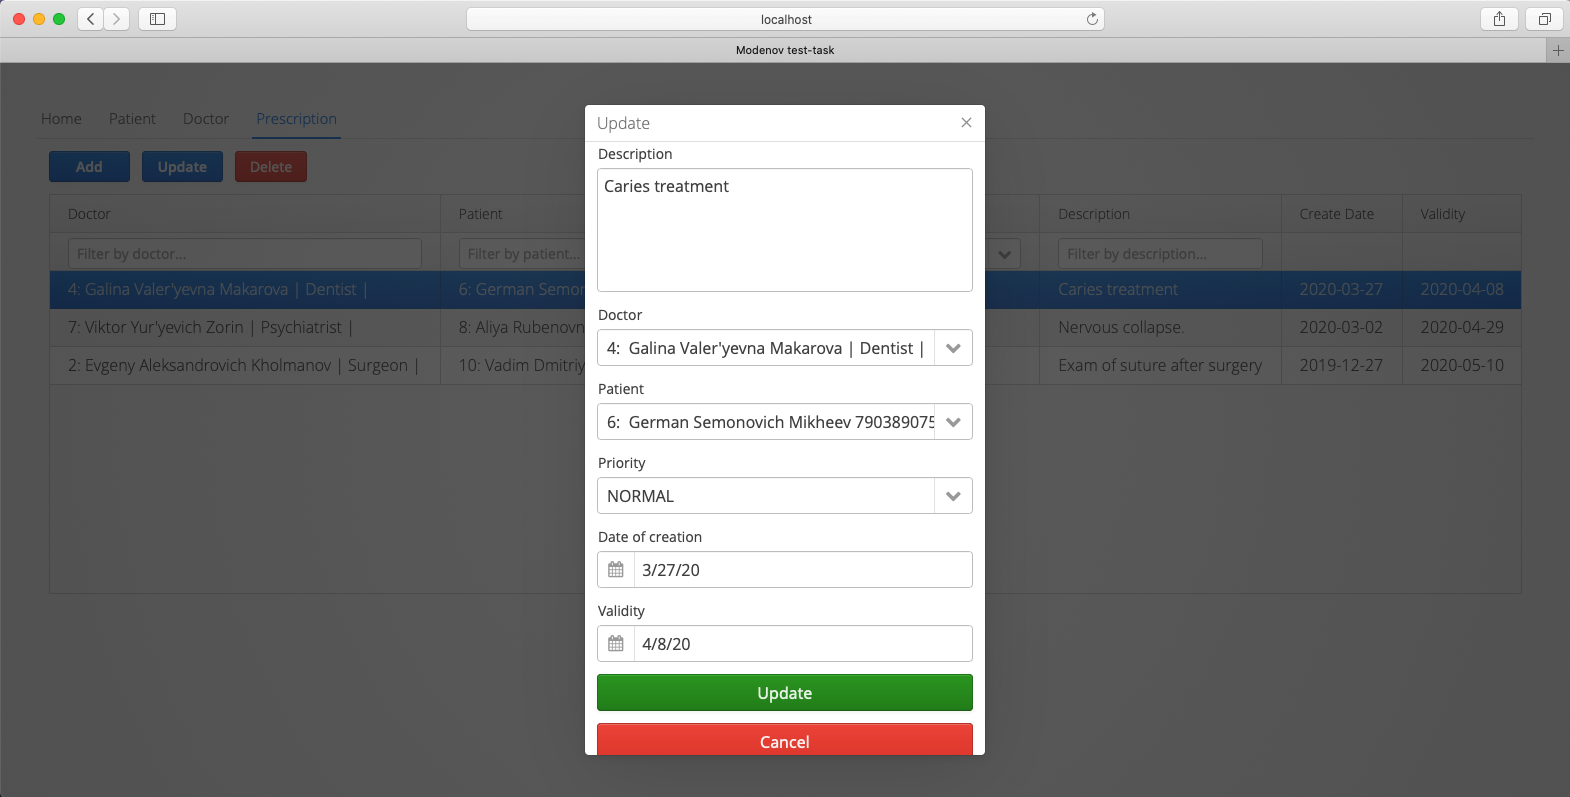 localhost
Modenov test-task
Home Patient Doctor Prescription
Add Update Delete
Doctor Patient Description Create Date Validity
Filter by doctor... Filter by patient... Filter by description...
4: Galina Valer'yevna Makarova | Dentist | 6: German Semo Caries treatment 2020-03-27 2020-04-08
7: Viktor Yur'yevich Zorin | Psychiatrist | 8: Aliya Rubenovn Nervous collapse. 2020-03-02 2020-04-29
2: Evgeny Aleksandrovich Kholmanov | Surgeon | 10: Vadim Dmitriy Exam of suture after surgery 2019-12-27 2020-05-10
Update ×
Description
Caries treatment
Doctor
4: Galina Valer'yevna Makarova | Dentist |
Patient
6: German Semonovich Mikheev 790389075
Priority
NORMAL
Date of creation
3/27/20
Validity
4/8/20
Update
Cancel